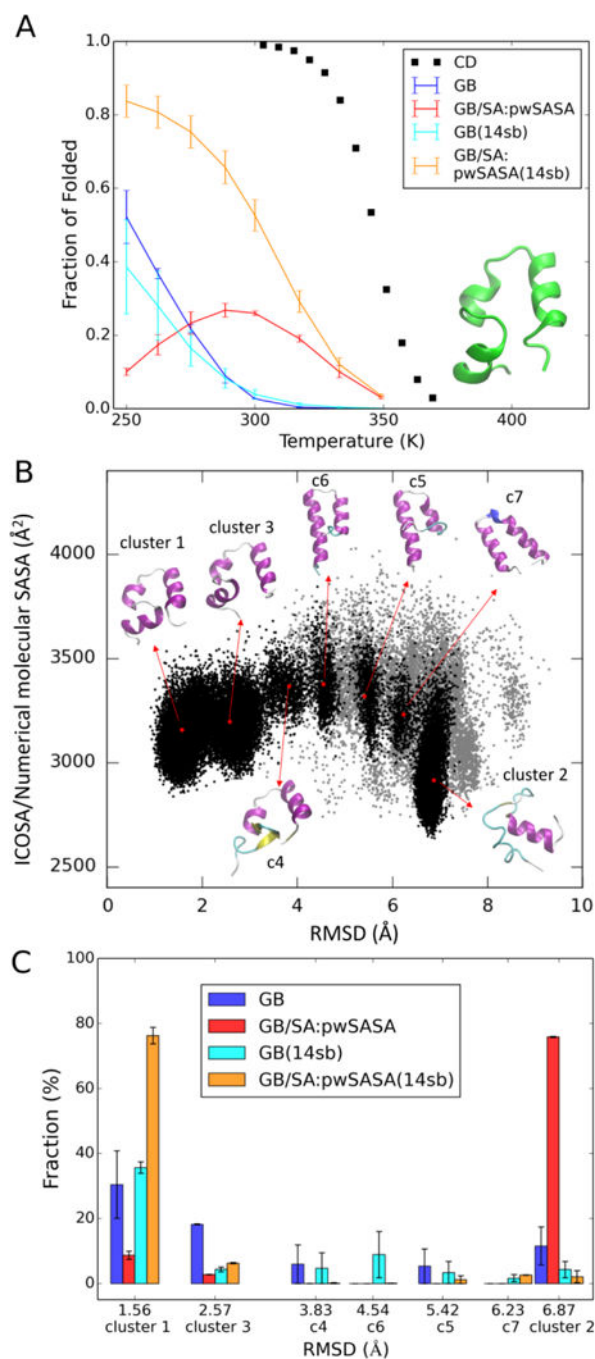 A
1.0
0.8
0.6
0.4
0.2
0.0
Fraction of Folded
CD
GB
GB/SA:pwSASA
GB(14sb)
GB/SA:
pwSASA(14sb)
250 300 350 400
Temperature (K)
B
c6
c5
c7
cluster 1
cluster 3
4000
3500
3000
2500
ICOSA/Numerical molecular SASA (Å²)
cluster 2
c4
0 2 4 6 8 10
RMSD (Å)
C
100
80
60
40
20
0
Fraction (%)
GB
GB/SA:pwSASA
GB(14sb)
GB/SA:pwSASA(14sb)
1.56 2.57 3.83 4.54 5.42 6.23 6.87
cluster 1 cluster 3 c4 c6 c5 c7 cluster 2
RMSD (Å)